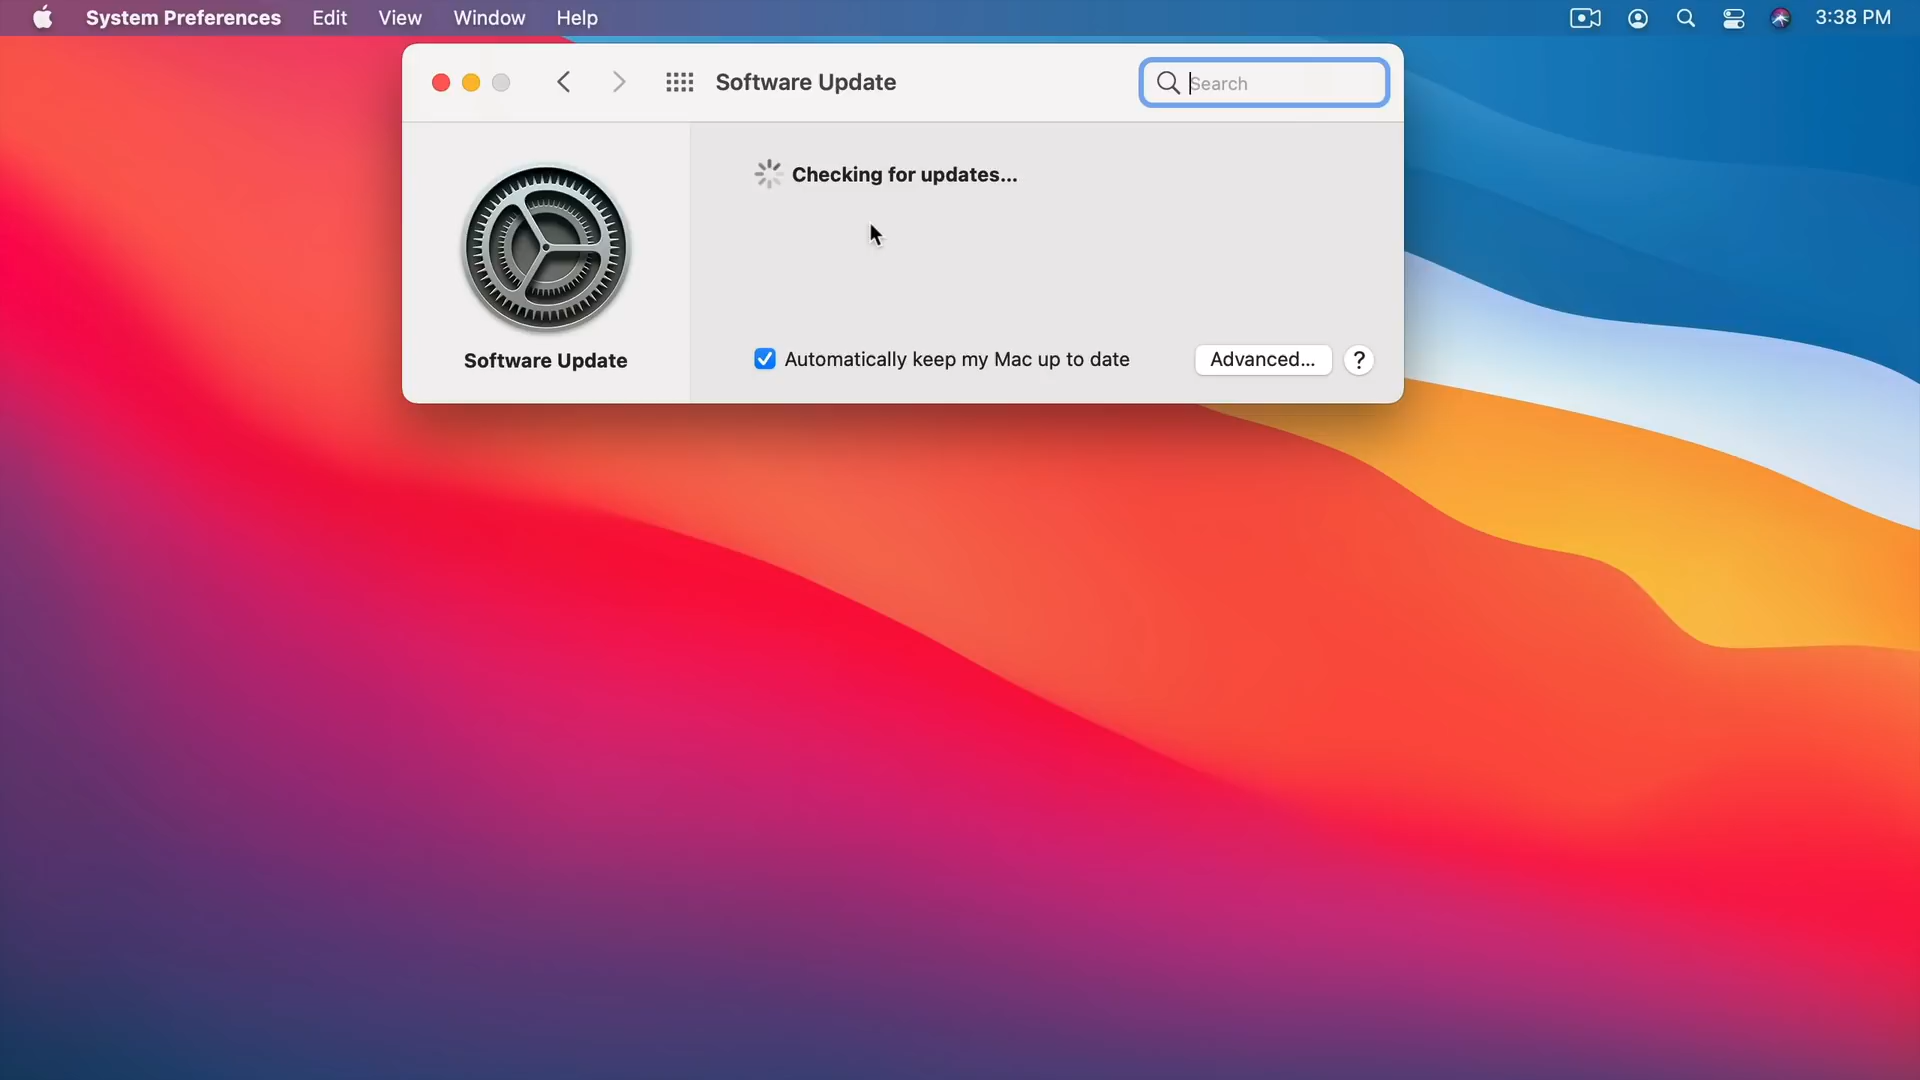 System Preferences Edit View Window Help 3:38 PM
Software Update
Search
Checking for updates...
Software Update
Automatically keep my Mac up to date
Advanced...
?